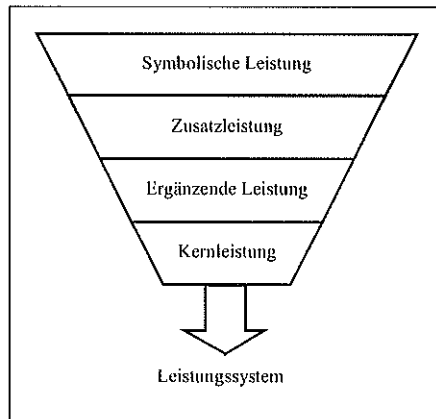 Symbolische Leistung
Zusatzleistung
Ergänzende Leistung
Kernleistung
Leistungssystem